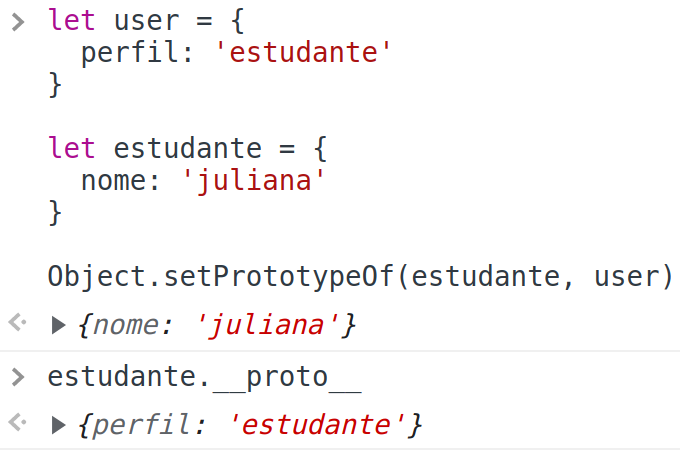 let user = {
  perfil: 'estudante'
}
let estudante = {
  nome: 'juliana'
}
Object.setPrototypeOf(estudante, user)
{nome: 'juliana'}
estudante.__proto__
{perfil: 'estudante'}